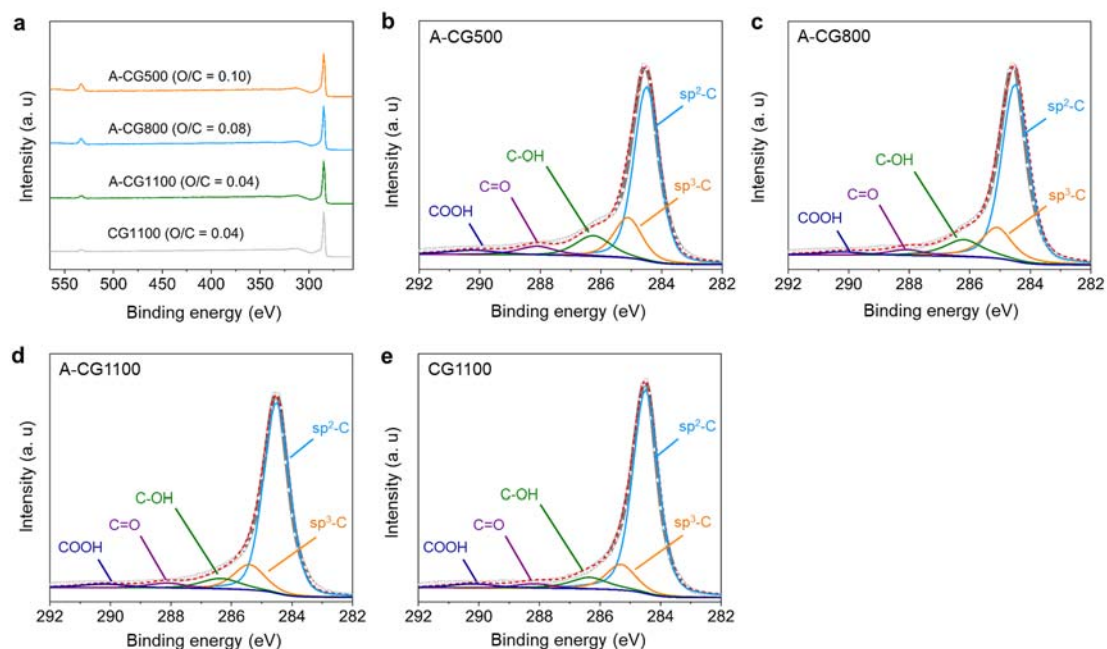 a
A-CG500 (O/C = 0.10)
A-CG800 (O/C = 0.08)
A-CG1100 (O/C = 0.04)
CG1100 (O/C = 0.04)
Intensity (a. u)
550 500 450 400 350 300
Binding energy (eV)
b
A-CG500
sp²-C
C-OH
C=O
COOH
sp³-C
Intensity (a. u)
292 290 288 286 284 282
Binding energy (eV)
c
A-CG800
sp²-C
C-OH
C=O
COOH
sp³-C
Intensity (a. u)
292 290 288 286 284 282
Binding energy (eV)
d
A-CG1100
sp²-C
C-OH
C=O
COOH
sp³-C
Intensity (a. u)
292 290 288 286 284 282
Binding energy (eV)
e
CG1100
sp²-C
C-OH
C=O
COOH
sp³-C
Intensity (a. u)
292 290 288 286 284 282
Binding energy (eV)